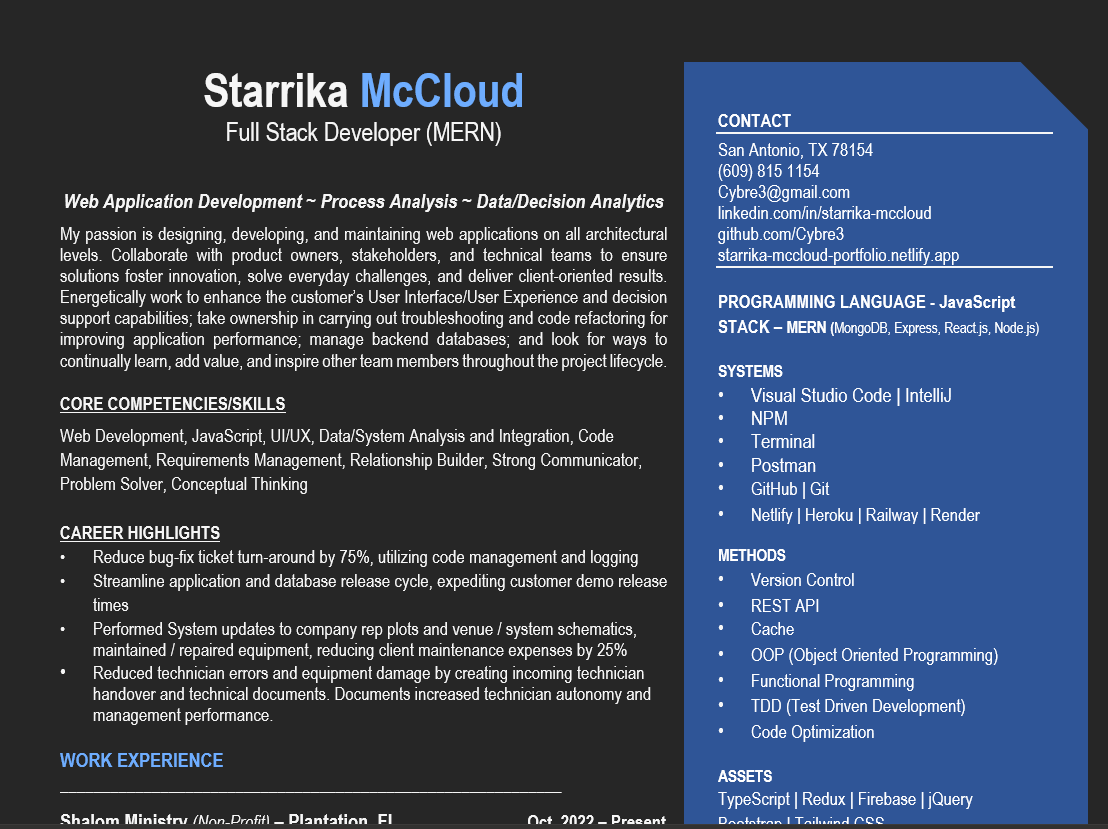 Starrika McCloud
Full Stack Developer (MERN)
Web Application Development ~ Process Analysis ~ Data/Decision Analytics
My passion is designing, developing, and maintaining web applications on all architectural
levels. Collaborate with product owners, stakeholders, and technical teams to ensure
solutions foster innovation, solve everyday challenges, and deliver client-oriented results.
Energetically work to enhance the customer's User Interface/User Experience and decision
support capabilities; take ownership in carrying out troubleshooting and code refactoring for
improving application performance; manage backend databases; and look for ways to
continually learn, add value, and inspire other team members throughout the project lifecycle.
CORE COMPETENCIES/SKILLS
Web Development, JavaScript, UI/UX, Data/System Analysis and Integration, Code
Management, Requirements Management, Relationship Builder, Strong Communicator,
Problem Solver, Conceptual Thinking
CAREER HIGHLIGHTS
• Reduce bug-fix ticket turn-around by 75%, utilizing code management and logging
• Streamline application and database release cycle, expediting customer demo release
times
• Performed System updates to company rep plots and venue / system schematics,
maintained / repaired equipment, reducing client maintenance expenses by 25%
• Reduced technician errors and equipment damage by creating incoming technician
handover and technical documents. Documents increased technician autonomy and
management performance.
WORK EXPERIENCE
Shalom Ministry (Non-Profit) – Plantation, FL Oct. 2022 – Present
CONTACT
San Antonio, TX 78154
(609) 815 1154
Cybre3@gmail.com
linkedin.com/in/starrika-mccloud
github.com/Cybre3
starrika-mccloud-portfolio.netlify.app
PROGRAMMING LANGUAGE - JavaScript
STACK – MERN (MongoDB, Express, React.js, Node.js)
SYSTEMS
• Visual Studio Code | IntelliJ
• NPM
• Terminal
• Postman
• GitHub | Git
• Netlify | Heroku | Railway | Render
METHODS
• Version Control
• REST API
• Cache
• OOP (Object Oriented Programming)
• Functional Programming
• TDD (Test Driven Development)
• Code Optimization
ASSETS
TypeScript | Redux | Firebase | jQuery
Bootstrap | Tailwind CSS